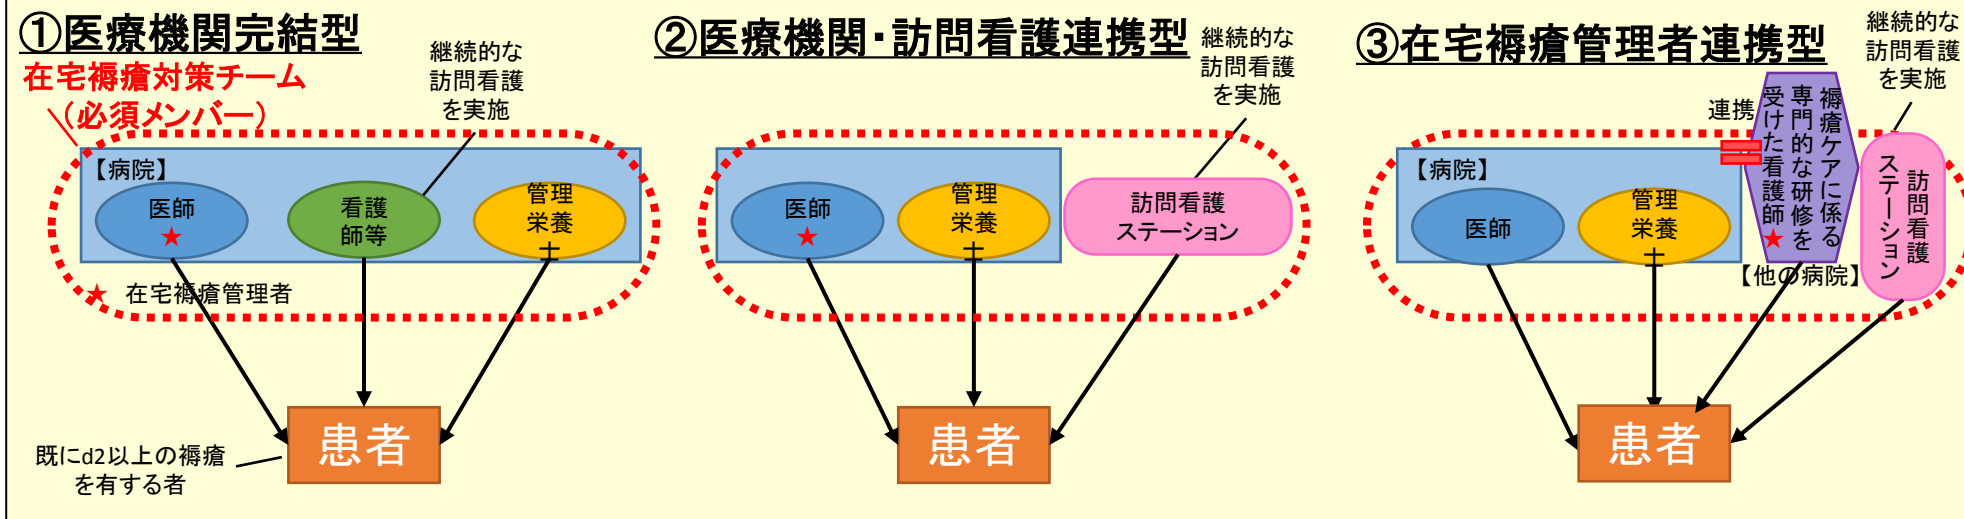 ①医療機関完結型
在宅褥瘡対策チーム
（必須メンバー）
継続的な
訪問看護
を実施
【病院】
医師
★
看護
師等
管理
栄養
士
★ 在宅褥瘡管理者
患者
既にd2以上の褥瘡
を有する者
②医療機関・訪問看護連携型
継続的な
訪問看護
を実施
医師
★
管理
栄養
士
訪問看護
ステーション
患者
③在宅褥瘡管理者連携型
継続的な
訪問看護
を実施
連携
【病院】
医師
管理
栄養
士
褥瘡ケアに係る
専門的な研修を
受けた看護師★
【他の病院】
訪問看護
ステーション
患者